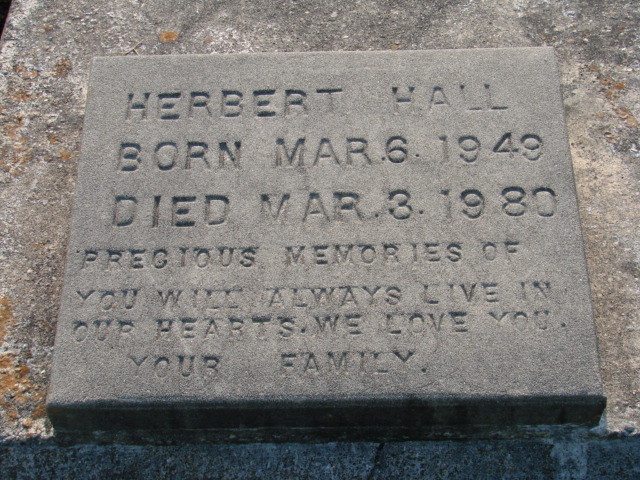 HERBERT HALL
BORN MAR.6.1949
DIED MAR.3.1980
PRECIOUS MEMORIES OF
YOU WILL ALWAYS LIVE IN
OUR HEARTS.WE LOVE YOU.
YOUR FAMILY.